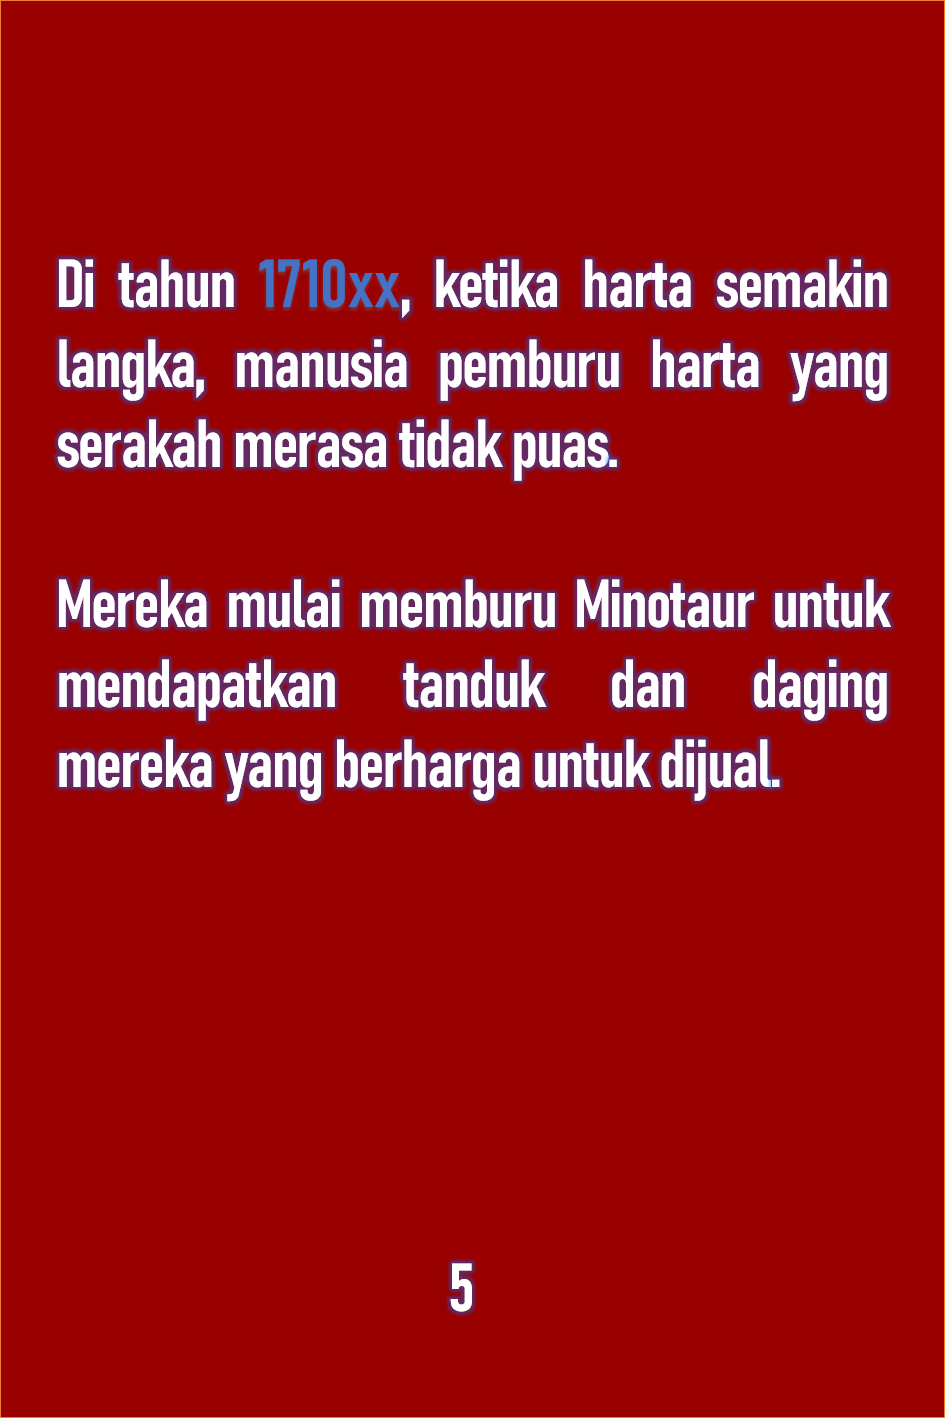 Di tahun 1710xx, ketika harta semakin
langka, manusia pemburu harta yang
serakah merasa tidak puas.
Mereka mulai memburu Minotaur untuk
mendapatkan tanduk dan daging
mereka yang berharga untuk dijual.
5